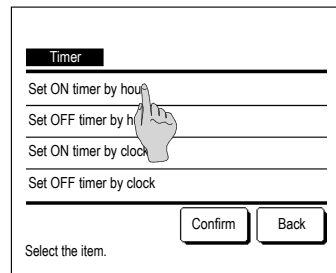 Timer
Set ON timer by hour
Set OFF timer by
Set ON timer by clock
Set OFF timer by clock
Confirm
Back
Select the item.